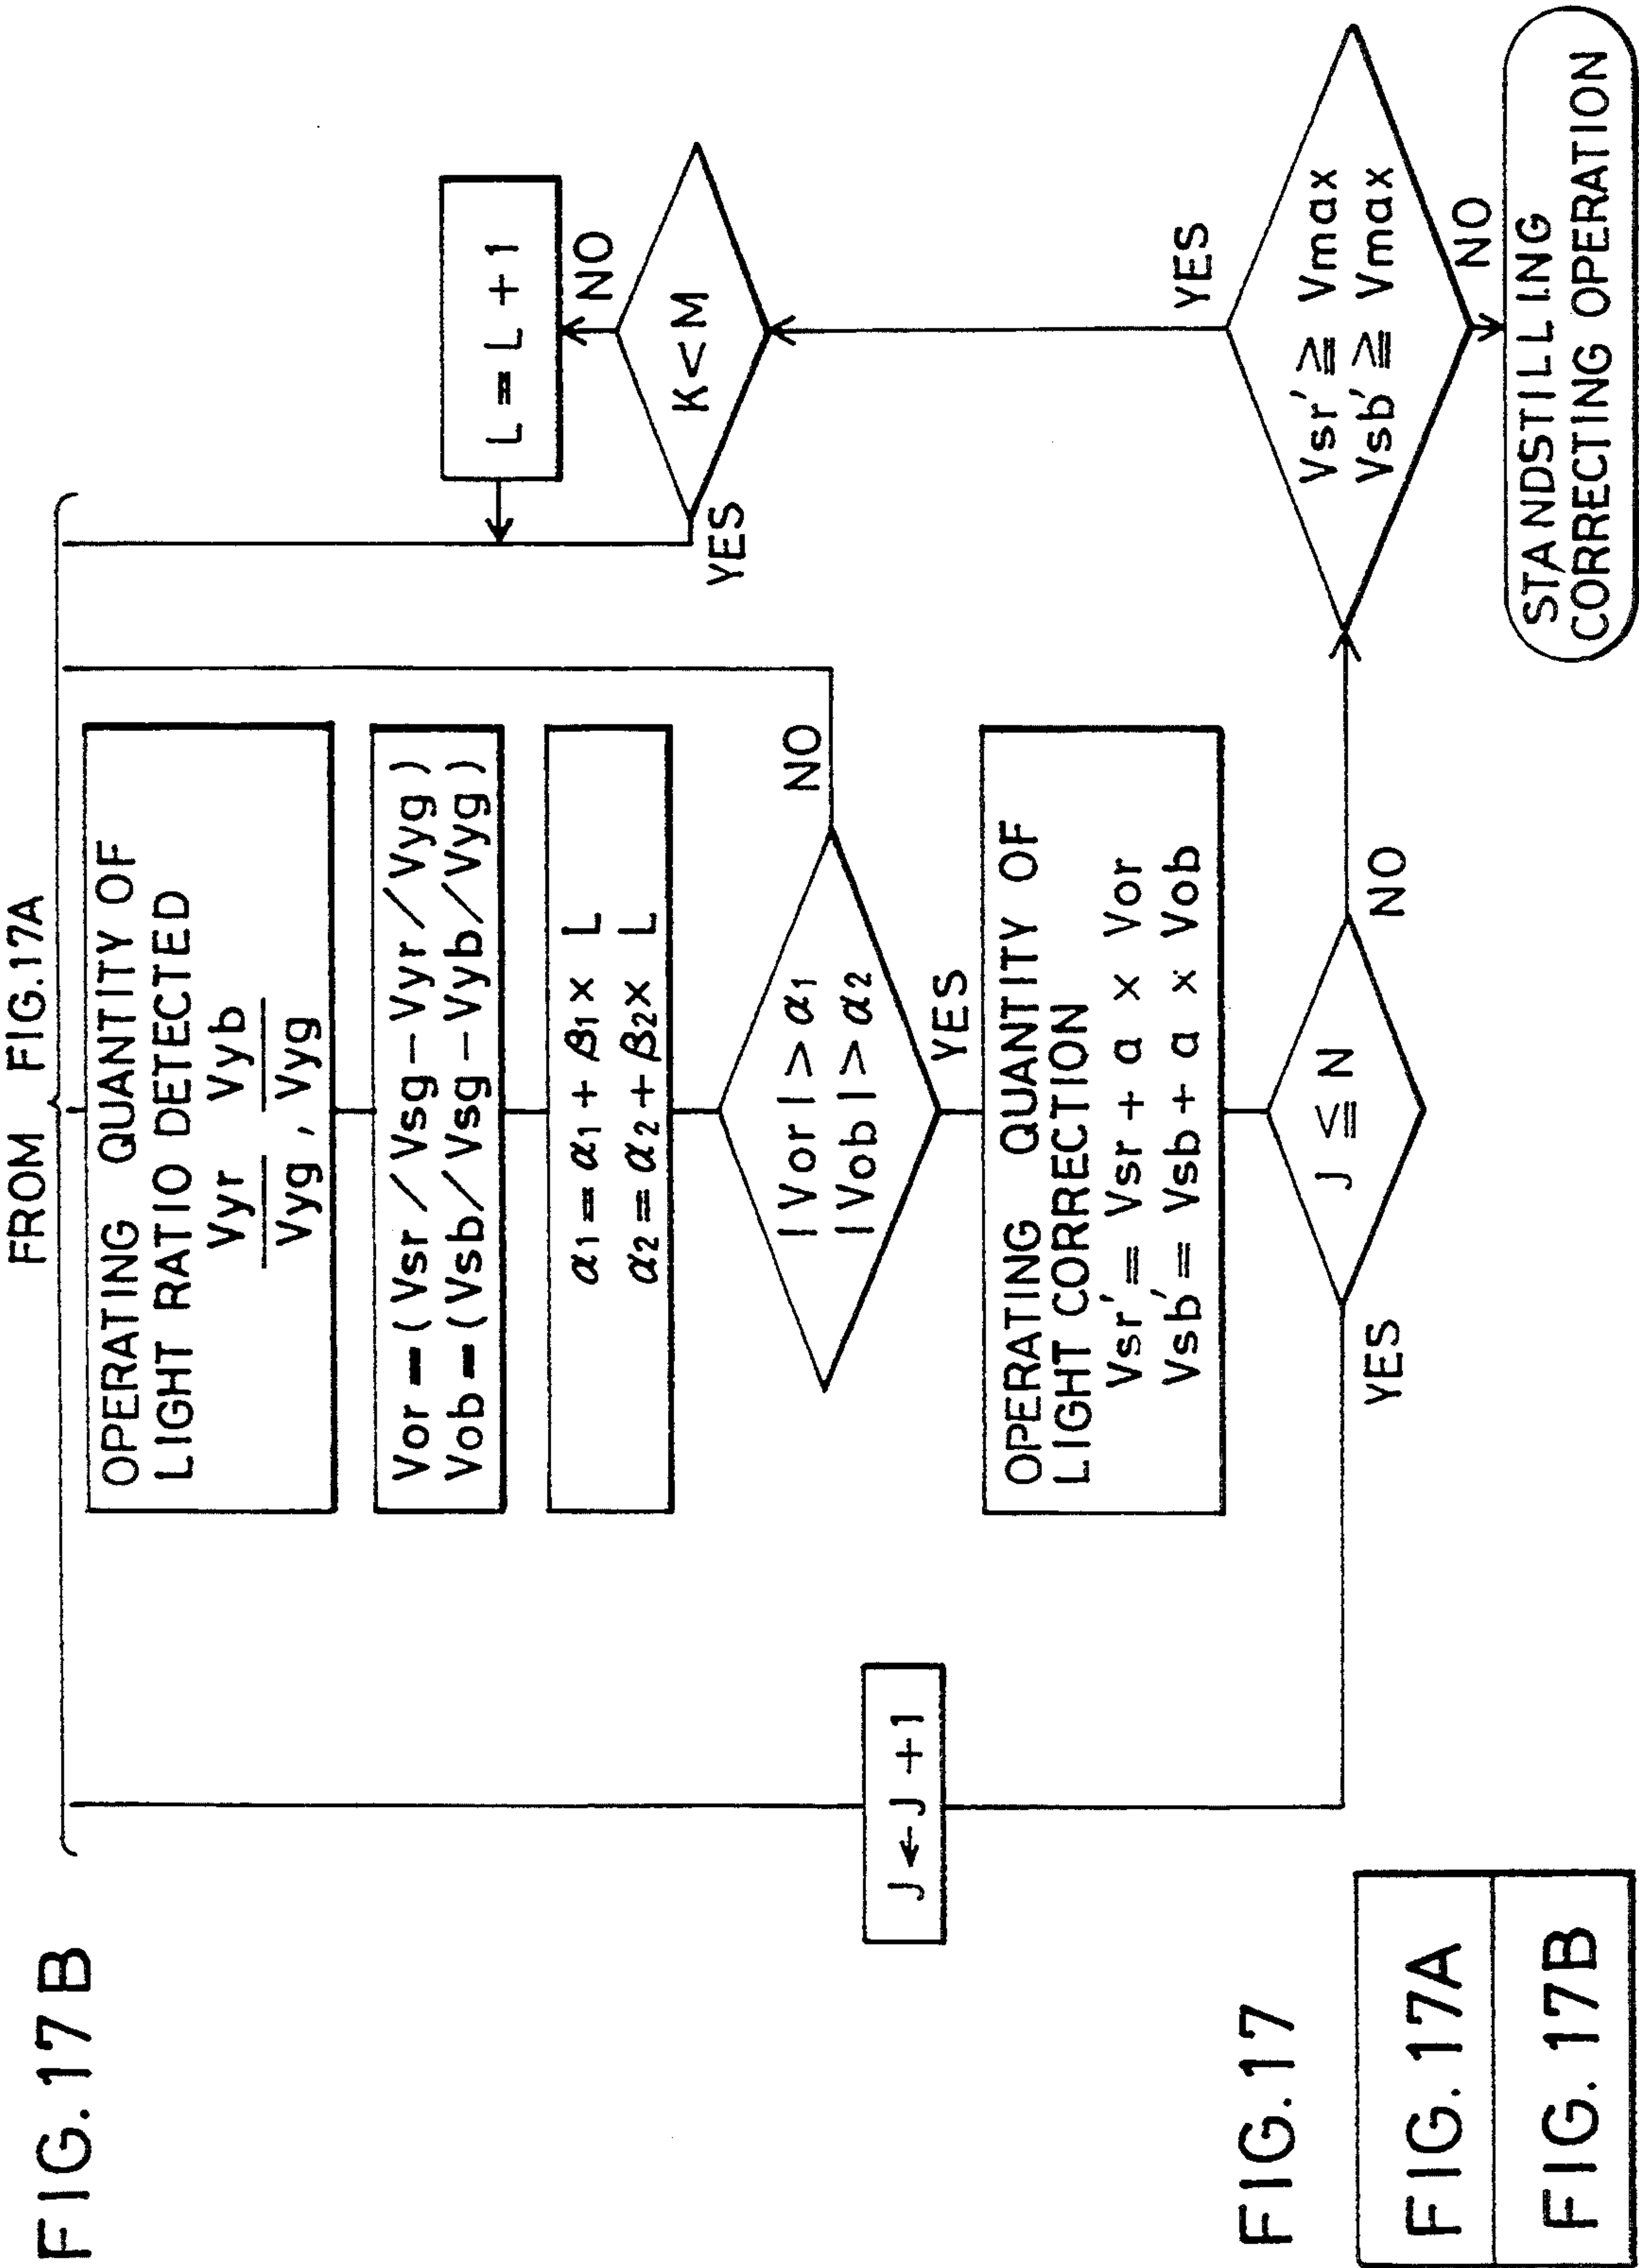 FIG. 17B
FROM FIG.17A
OPERATING QUANTITY OF
LIGHT RATIO DETECTED
Vyr Vyb
Vyg , Vyg
Vor = (Vsr / Vsg - Vyr / Vyg)
Vob = (Vsb / Vsg - Vyb / Vyg)
α1 = α1 + β1 × L
α2 = α2 + β2 × L
|Vor| > α1
|Vob| > α2
NO
YES
OPERATING QUANTITY OF
LIGHT CORRECTION
Vsr' = Vsr + a × Vor
Vsb' = Vsb + a × Vob
J ≦ N
YES
NO
J ← J + 1
L = L + 1
NO
K < M
YES
YES
Vsr' ≧ Vmax
Vsb' ≧ Vmax
NO
STANDSTILLING
CORRECTING OPERATION
FIG. 17
FIG. 17A
FIG. 17B